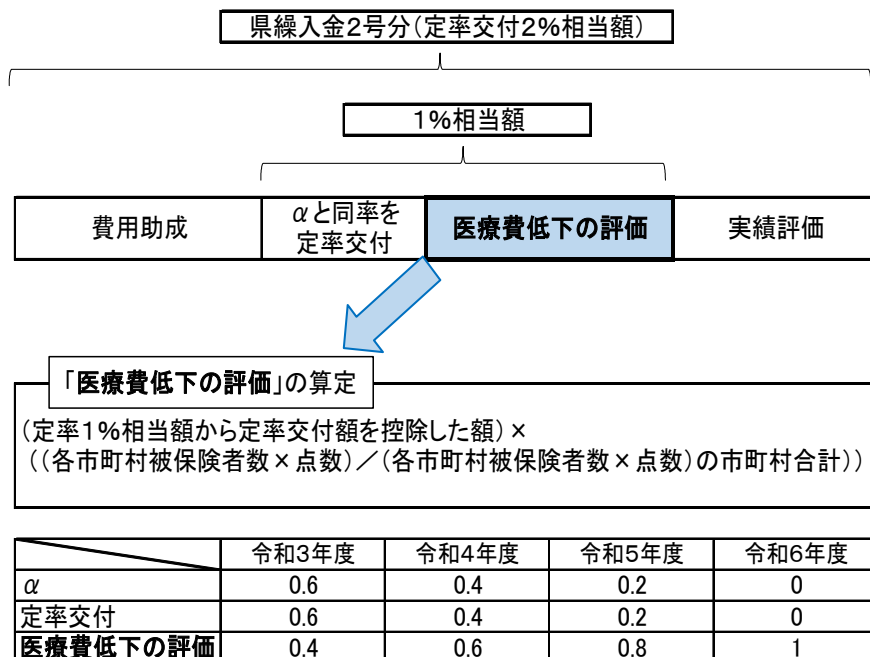 県繰入金2号分(定率交付2%相当額)
1%相当額
費用助成 αと同率を 定率交付 医療費低下の評価 実績評価
「医療費低下の評価」の算定
(定率1%相当額から定率交付額を控除した額)×
((各市町村被保険者数×点数)/(各市町村被保険者数×点数)の市町村合計))
令和3年度 令和4年度 令和5年度 令和6年度
α 0.6 0.4 0.2 0
定率交付 0.6 0.4 0.2 0
医療費低下の評価 0.4 0.6 0.8 1